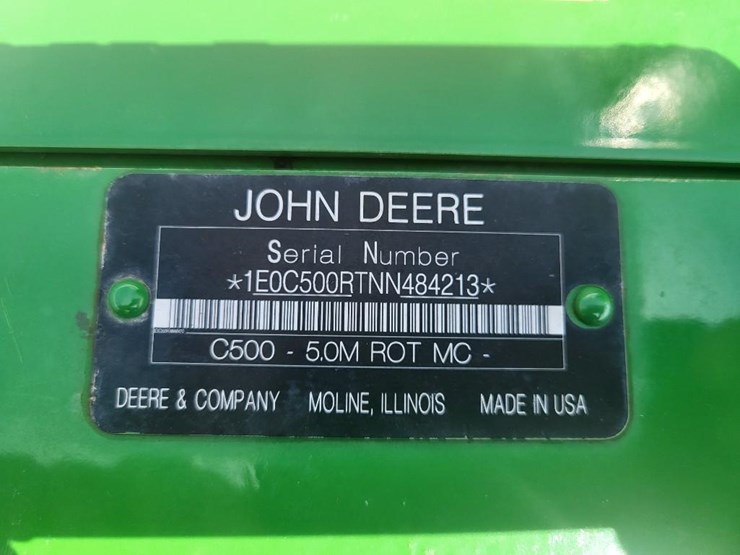 JOHN DEERE
Serial Number
*1E0C500RTNN484213*
C500 - 5.0M ROT MC -
DEERE & COMPANY MOLINE, ILLINOIS MADE IN USA